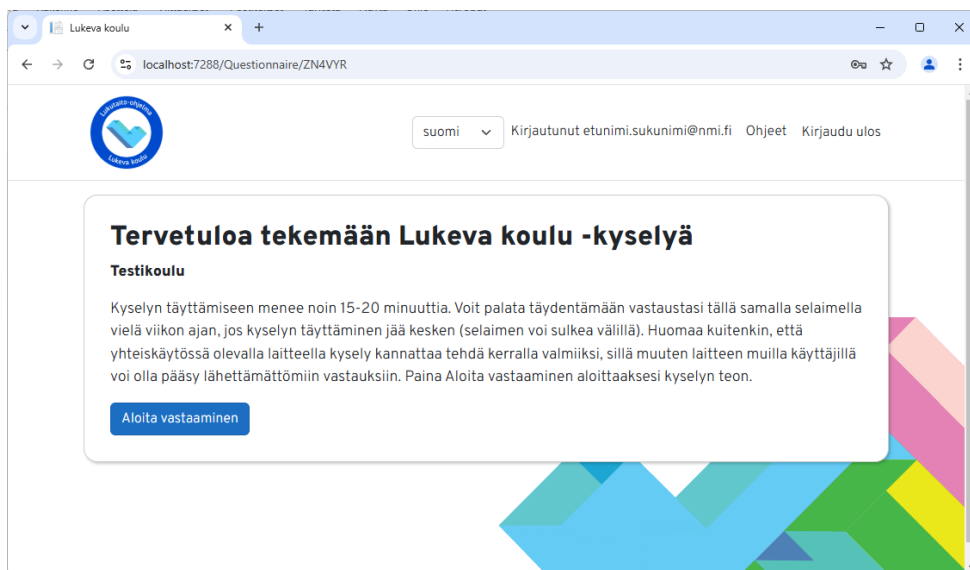 Lukeva koulu
localhost:7288/Questionnaire/ZN4VYR
Lukutaito-ohjelma
Lukeva koulu
suomi
Kirjautunut etunimi.sukunimi@nmi.fi Ohjeet Kirjaudu ulos
Tervetuloa tekemään Lukeva koulu -kyselyä
Testikoulu
Kyselyn täyttämiseen menee noin 15-20 minuuttia. Voit palata täydentämään vastaustasi tällä samalla selaimella
vielä viikon ajan, jos kyselyn täyttäminen jää kesken (selaimen voi sulkea välillä). Huomaa kuitenkin, että
yhteiskäytössä olevalla laitteella kysely kannattaa tehdä kerralla valmiiksi, sillä muuten laitteen muilla käyttäjillä
voi olla pääsy lähettämättömiin vastauksiin. Paina Aloita vastaaminen aloittaaksesi kyselyn teon.
Aloita vastaaminen